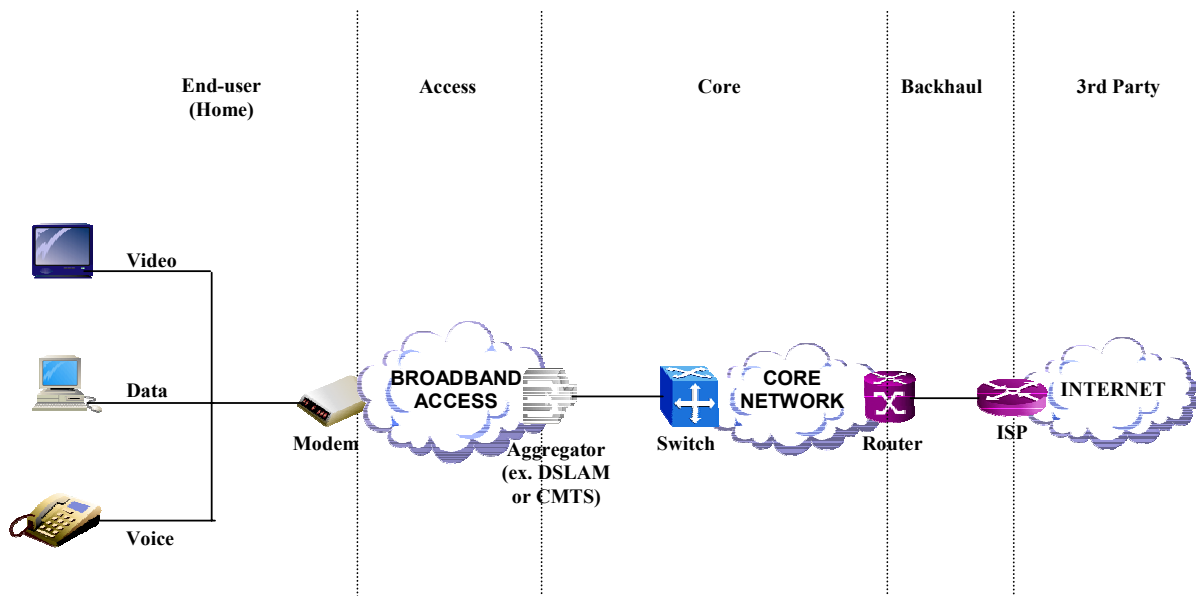 End-user
(Home)
Access
Core
Backhaul
3rd Party
Video
Data
Voice
Modem
BROADBAND
ACCESS
Aggregator
(ex. DSLAM
or CMTS)
Switch
CORE
NETWORK
Router
ISP
INTERNET